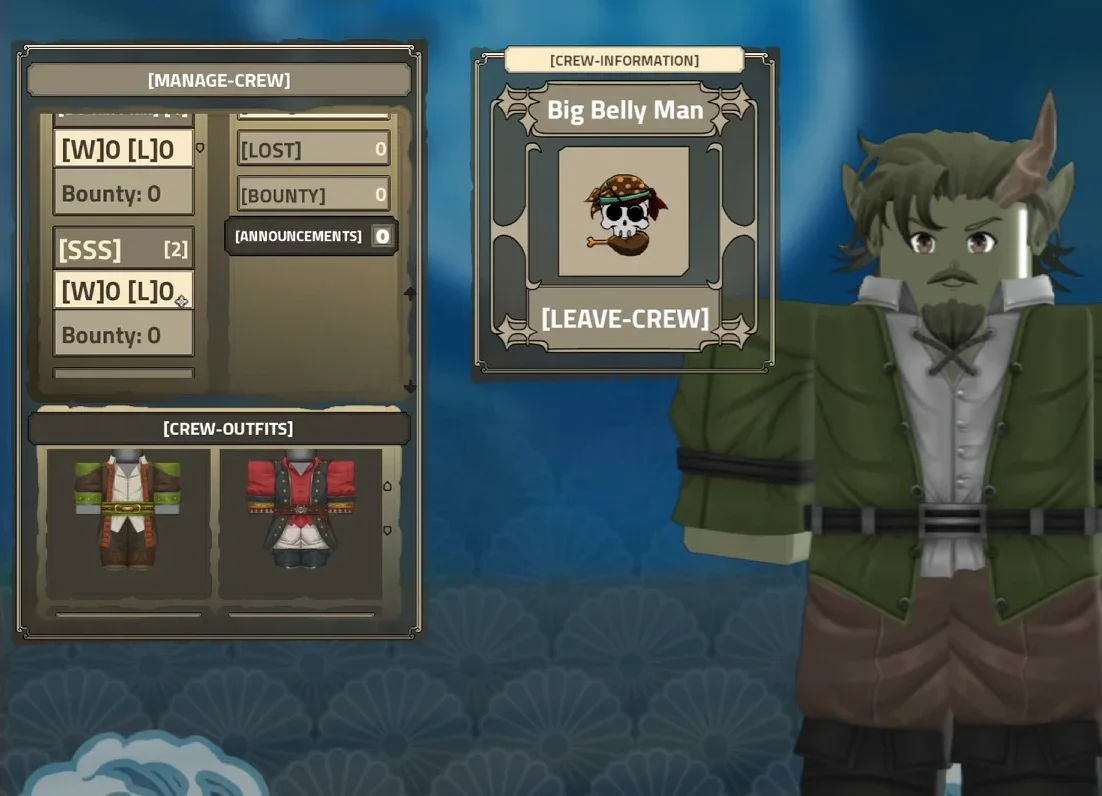 [MANAGE-CREW]
[W]0 [L]0
Bounty: 0
[SSS] [2]
[W]0 [L]0
Bounty: 0
[LOST] 0
[BOUNTY] 0
[ANNOUNCEMENTS] 0
[CREW-OUTFITS]
[CREW-INFORMATION]
Big Belly Man
[LEAVE-CREW]